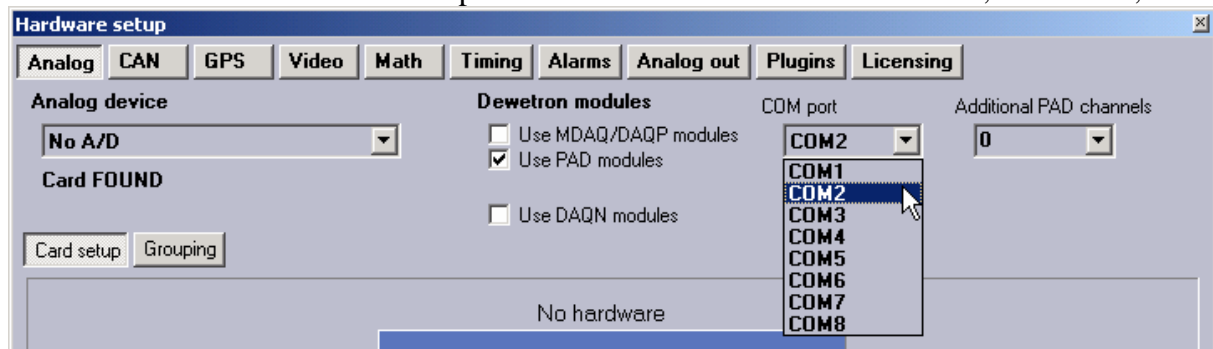 Hardware setup
Analog CAN GPS Video Math Timing Alarms Analog out Plugins Licensing
Analog device Dewetron modules COM port Additional PAD channels
No A/D Use MDAQ/DAQP modules COM2 0
Use PAD modules
Card FOUND
Use DAQN modules
COM1
COM2
COM3
COM4
COM5
COM6
COM7
COM8
Card setup Grouping
No hardware